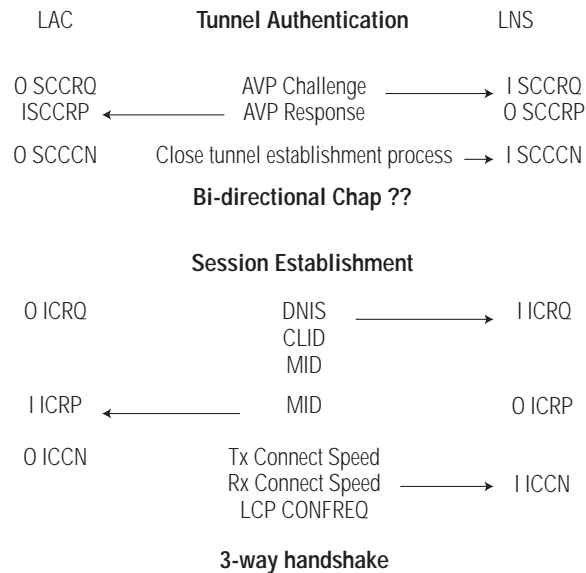 LAC Tunnel Authentication LNS
O SCCRQ AVP Challenge I SCCRQ
ISCCRP AVP Response O SCCRP
O SCCCN Close tunnel establishment process I SCCCN
Bi-directional Chap ??
Session Establishment
O ICRQ DNIS I ICRQ
CLID
MID
I ICRP MID O ICRP
O ICCN Tx Connect Speed
Rx Connect Speed I ICCN
LCP CONFREQ
3-way handshake